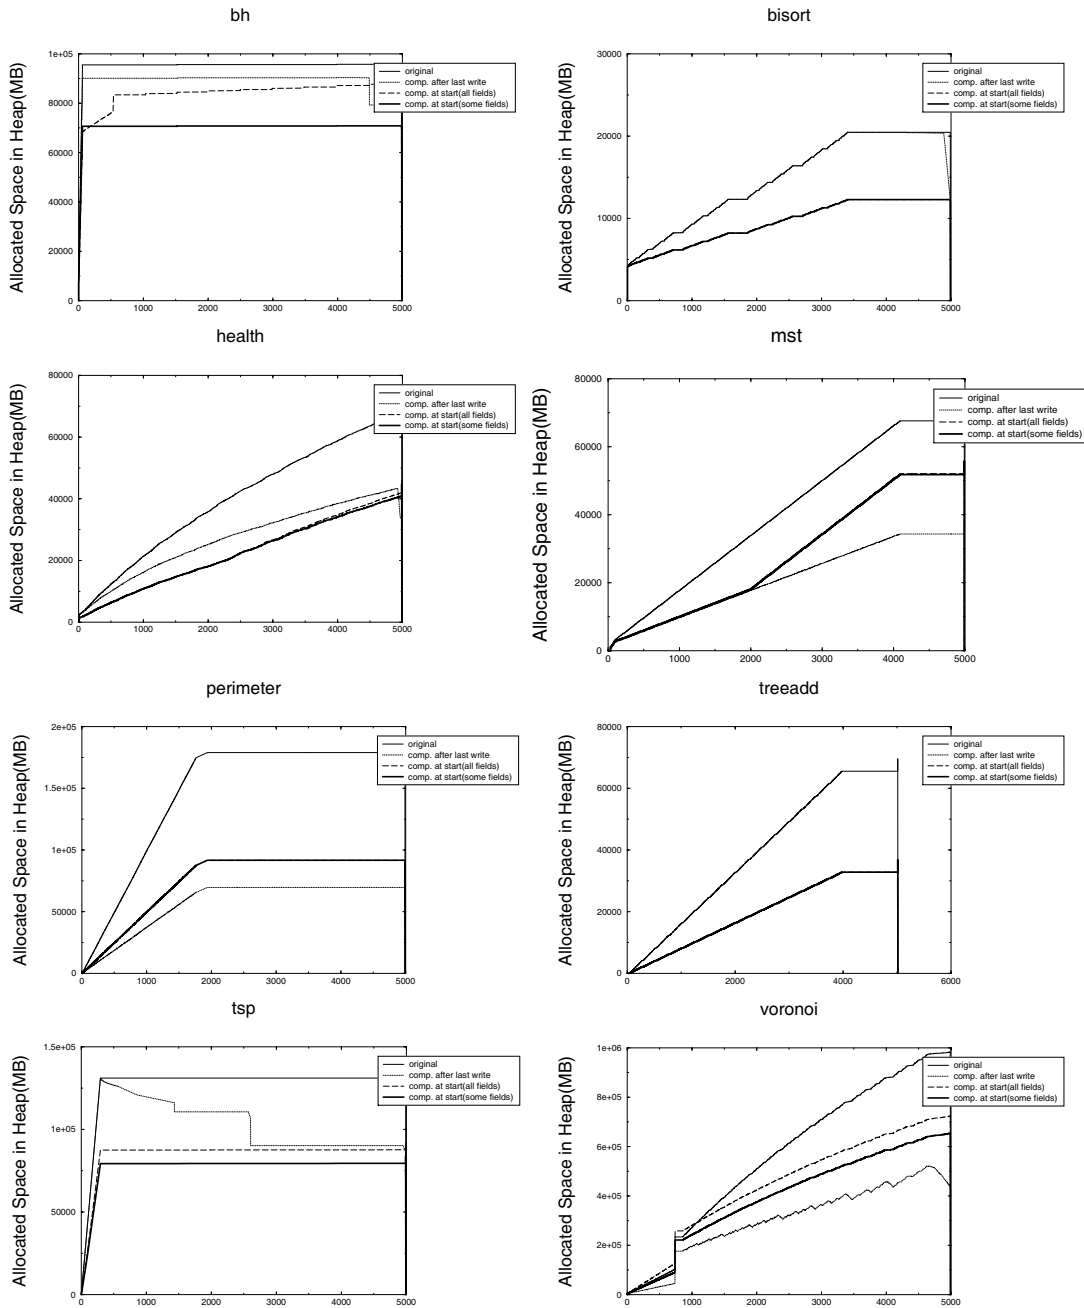 bh
Allocated Space in Heap(MB)
1e+05
80000
60000
40000
20000
0
0 1000 2000 3000 4000 5000
original
comp. after last write
comp. at start(all fields)
comp. at start(some fields)
bisort
Allocated Space in Heap(MB)
30000
20000
10000
0
0 1000 2000 3000 4000 5000
original
comp. after last write
comp. at start(all fields)
comp. at start(some fields)
health
Allocated Space in Heap(MB)
80000
60000
40000
20000
0
0 1000 2000 3000 4000 5000
original
comp. after last write
comp. at start(all fields)
comp. at start(some fields)
mst
Allocated Space in Heap(MB)
80000
60000
40000
20000
0
0 1000 2000 3000 4000 5000
original
comp. after last write
comp. at start(all fields)
comp. at start(some fields)
perimeter
Allocated Space in Heap(MB)
2e+05
1.5e+05
1e+05
50000
0
0 1000 2000 3000 4000 5000
original
comp. after last write
comp. at start(all fields)
comp. at start(some fields)
treeadd
Allocated Space in Heap(MB)
80000
60000
40000
20000
0
0 2000 4000 6000
original
comp. after last write
comp. at start(all fields)
comp. at start(some fields)
tsp
Allocated Space in Heap(MB)
1.5e+05
1e+05
50000
0
0 1000 2000 3000 4000 5000
original
comp. after last write
comp. at start(all fields)
comp. at start(some fields)
voronoi
Allocated Space in Heap(MB)
1e+06
8e+05
6e+05
4e+05
2e+05
0
0 1000 2000 3000 4000 5000
original
comp. after last write
comp. at start(all fields)
comp. at start(some fields)